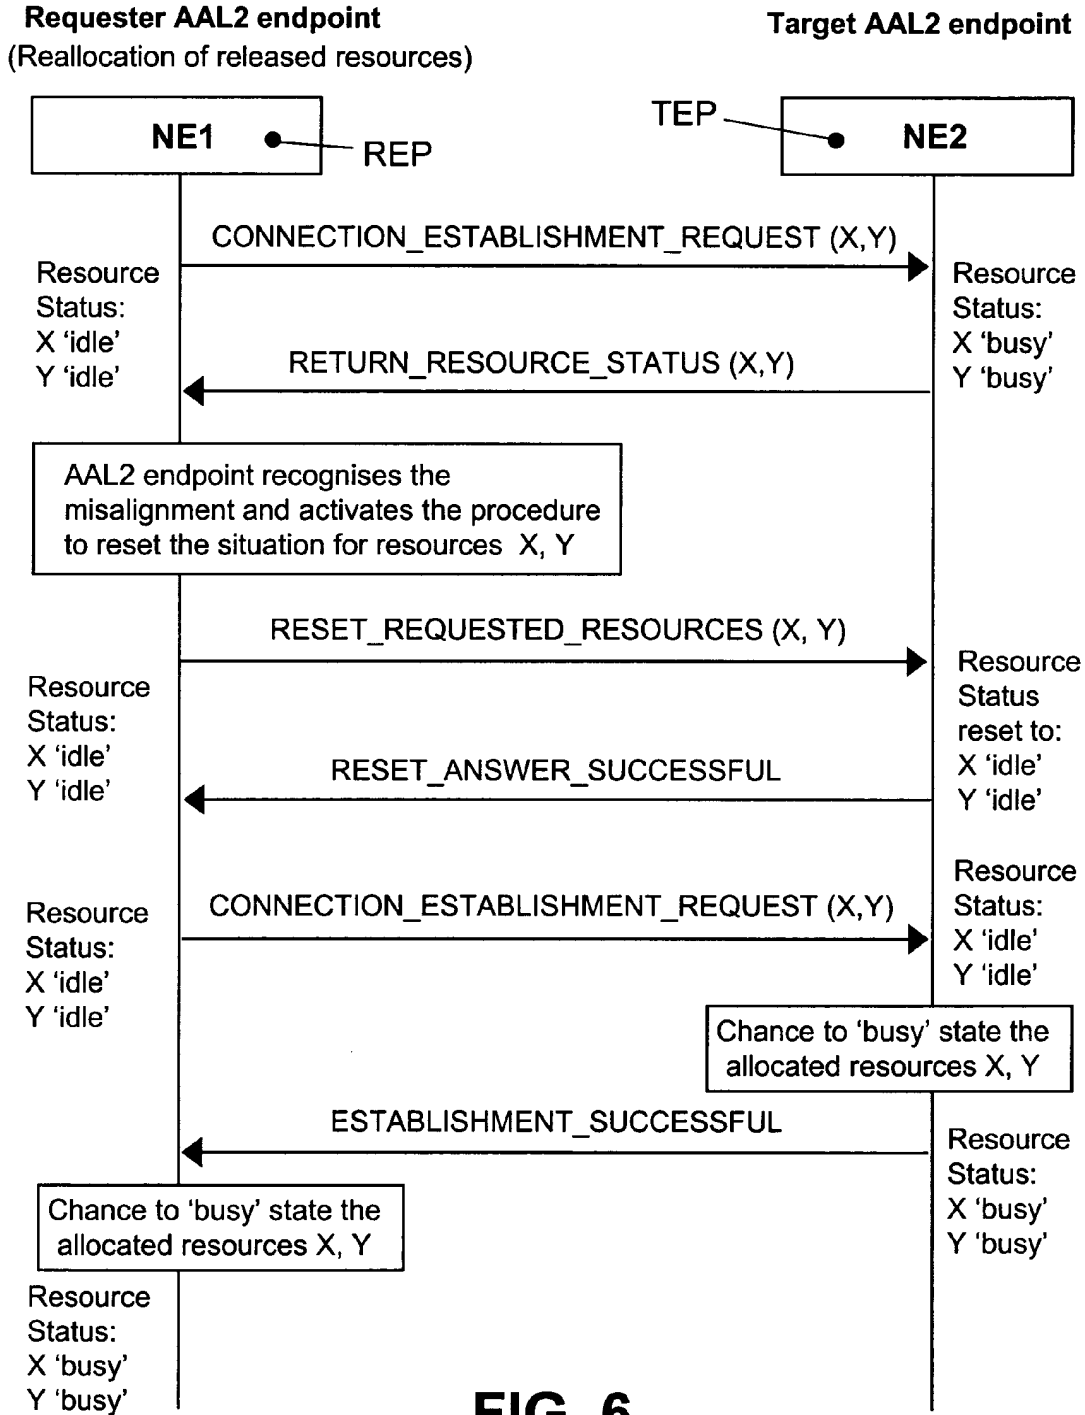 Requester AAL2 endpoint
(Reallocation of released resources)
Target AAL2 endpoint
NE1
REP
TEP
NE2
CONNECTION_ESTABLISHMENT_REQUEST (X,Y)
Resource
Status:
X 'idle'
Y 'idle'
Resource
Status:
X 'busy'
Y 'busy'
RETURN_RESOURCE_STATUS (X,Y)
AAL2 endpoint recognises the
misalignment and activates the procedure
to reset the situation for resources X, Y
RESET_REQUESTED_RESOURCES (X, Y)
Resource
Status:
X 'idle'
Y 'idle'
Resource
Status
reset to:
X 'idle'
Y 'idle'
RESET_ANSWER_SUCCESSFUL
CONNECTION_ESTABLISHMENT_REQUEST (X,Y)
Resource
Status:
X 'idle'
Y 'idle'
Resource
Status:
X 'idle'
Y 'idle'
Chance to 'busy' state the
allocated resources X, Y
ESTABLISHMENT_SUCCESSFUL
Resource
Status:
X 'busy'
Y 'busy'
Chance to 'busy' state the
allocated resources X, Y
Resource
Status:
X 'busy'
Y 'busy'
FIG. 6